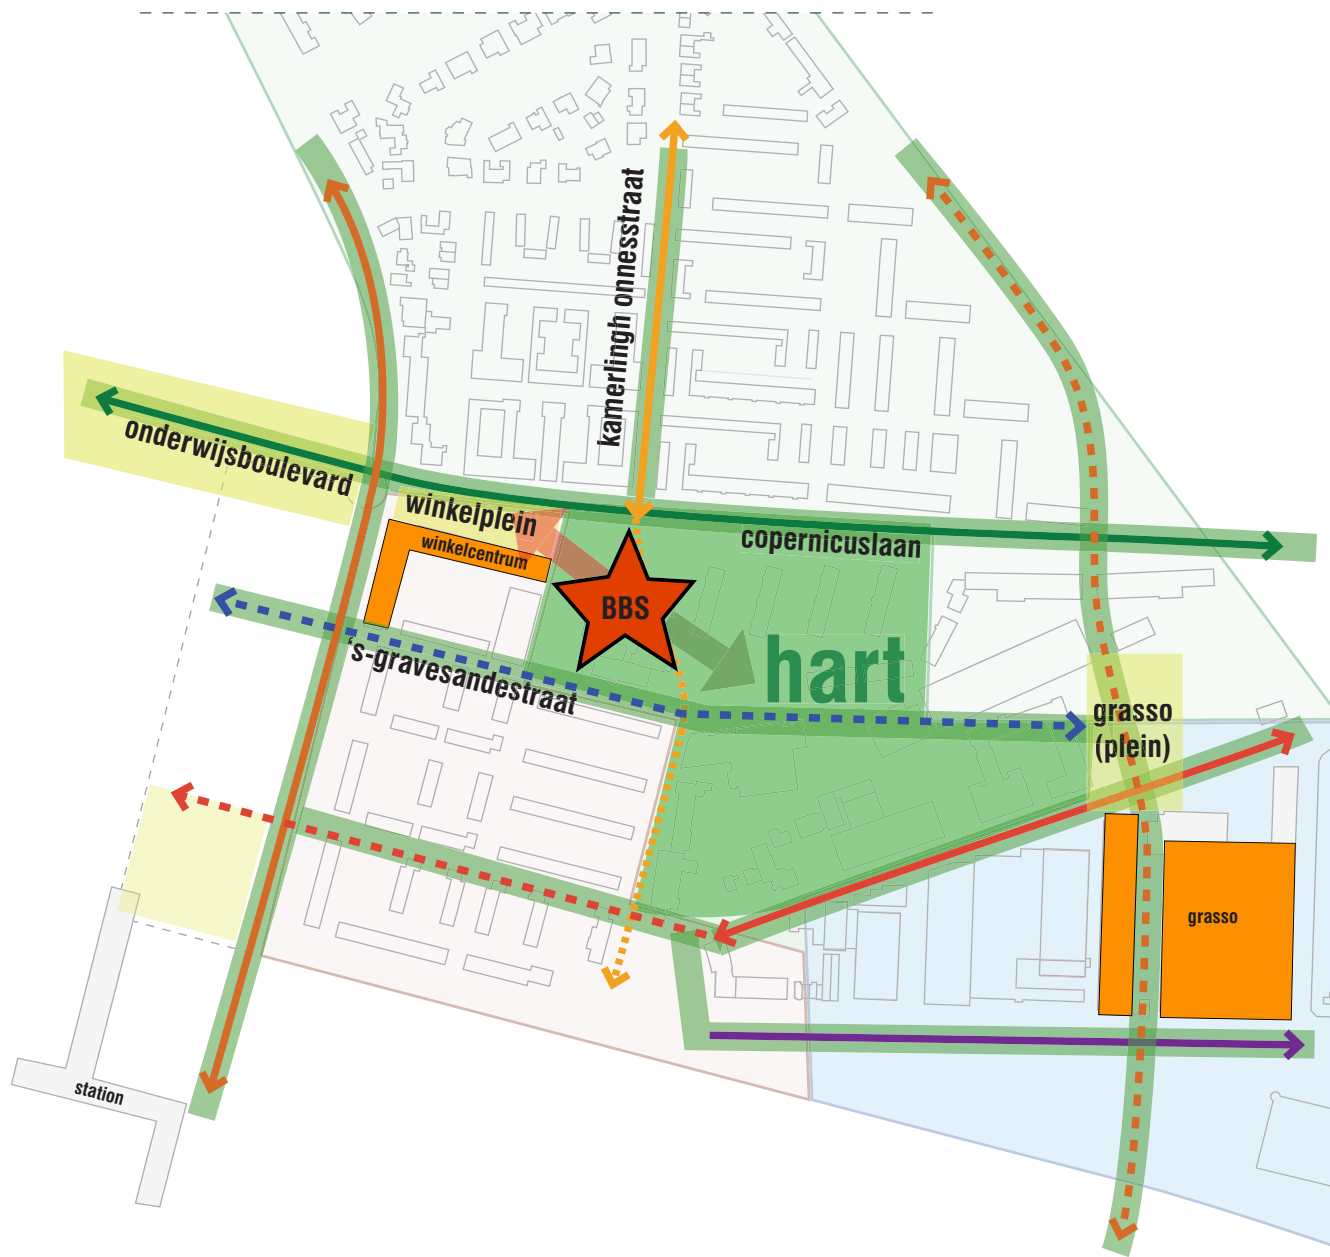 kamerlingh onnesstraat
onderwijsboulevard
winkelplein
winkelcentrum
copernicuslaan
BBS
hart
's-gravesandestraat
grasso
(plein)
grasso
station